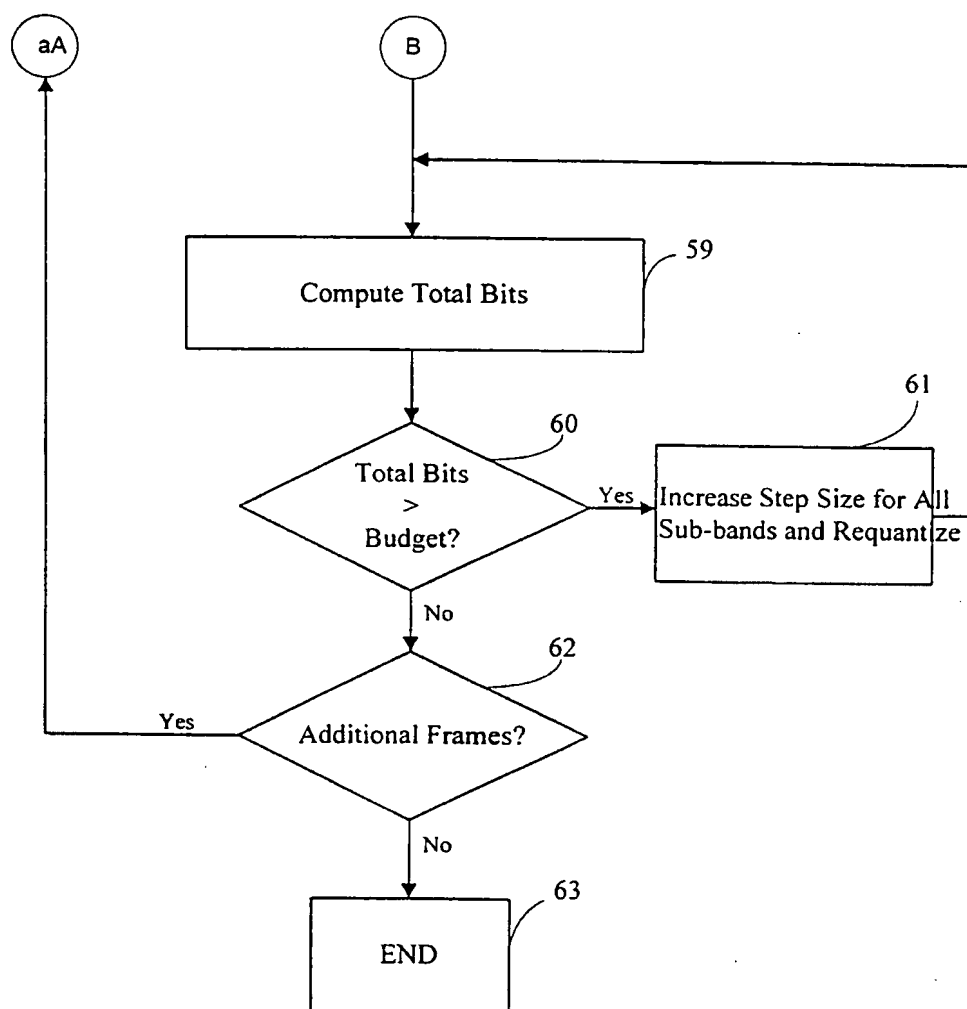 aA
B
59
Compute Total Bits
60
61
Total Bits
>
Budget?
Yes
Increase Step Size for All
Sub-bands and Requantize
No
62
Yes
Additional Frames?
No
63
END